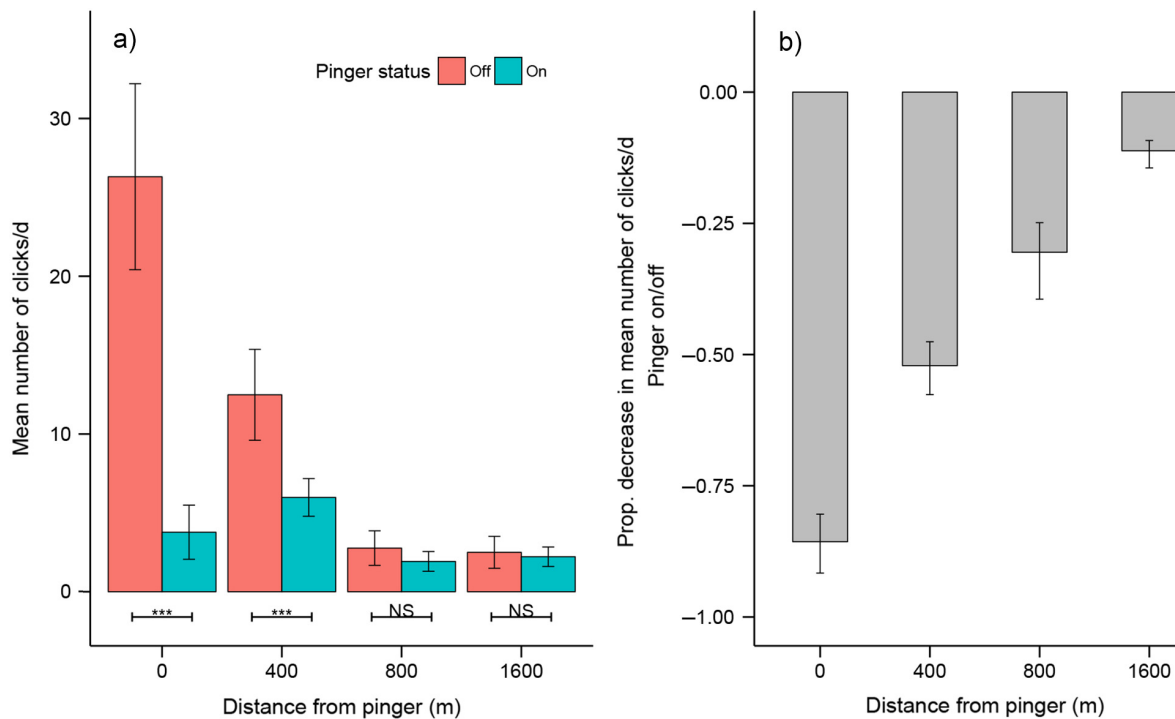 a)
Pinger status Off On
Mean number of clicks/d
30
20
10
0
*** *** NS NS
0 400 800 1600
Distance from pinger (m)
b)
Prop. decrease in mean number of clicks/d
Pinger on/off
0.00
–0.25
–0.50
–0.75
–1.00
0 400 800 1600
Distance from pinger (m)